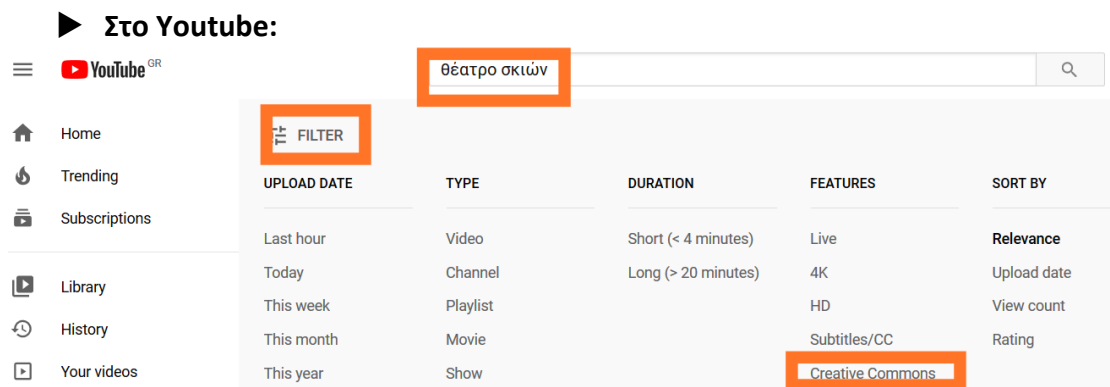 ▶ Στο Youtube:
YouTube GR
θέατρο σκιών
Home
FILTER
Trending
UPLOAD DATE TYPE DURATION FEATURES SORT BY
Subscriptions
Last hour Video Short (< 4 minutes) Live Relevance
Today Channel Long (> 20 minutes) 4K Upload date
Library
This week Playlist HD View count
History
This month Movie Subtitles/CC Rating
Your videos
This year Show Creative Commons